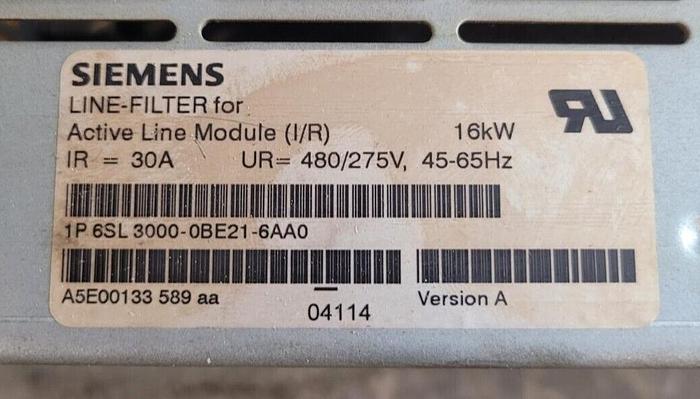 SIEMENS
LINE-FILTER for
Active Line Module (I/R) 16kW
IR = 30A UR= 480/275V, 45-65Hz
1P 6SL 3000-0BE21-6AA0
A5E00133 589 aa 04114 Version A